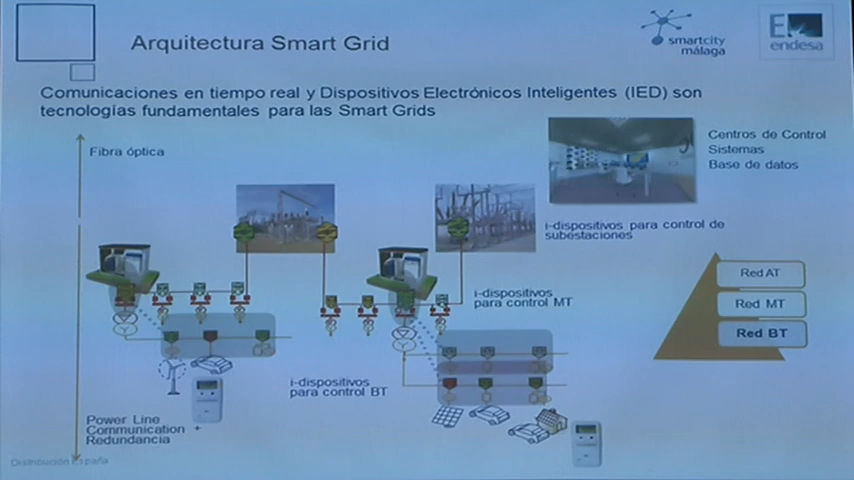 Arquitectura Smart Grid
smartcity
málaga
endesa
Comunicaciones en tiempo real y Dispositivos Electrónicos Inteligentes (IED) son
tecnologías fundamentales para las Smart Grids
Fibra óptica
Centros de Control
Sistemas
Base de datos
i-dispositivos para control de
subestaciones
i-dispositivos
para control MT
Red AT
Red MT
Red BT
i-dispositivos
para control BT
Power Line
Communication +
Redundancia
Distribución España